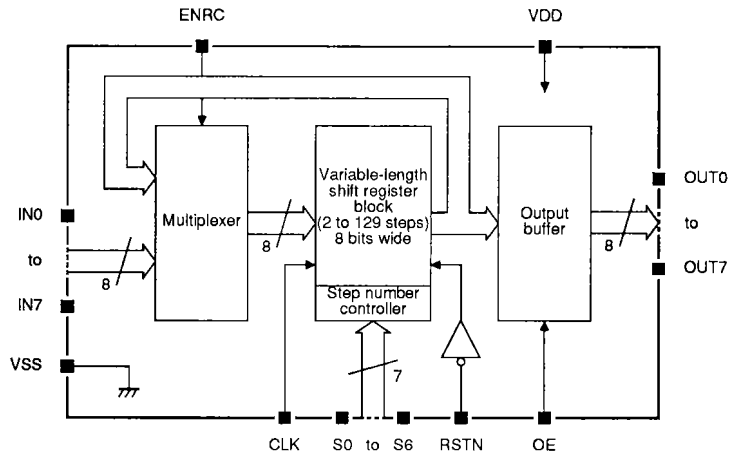 ENRC
VDD
Multiplexer
8
Variable-length
shift register
block
(2 to 129 steps)
8 bits wide
Step number
controller
Output
buffer
8
IN0
to
IN7
8
OUT0
to
OUT7
VSS
7
CLK
S0 to S6
RSTN
OE